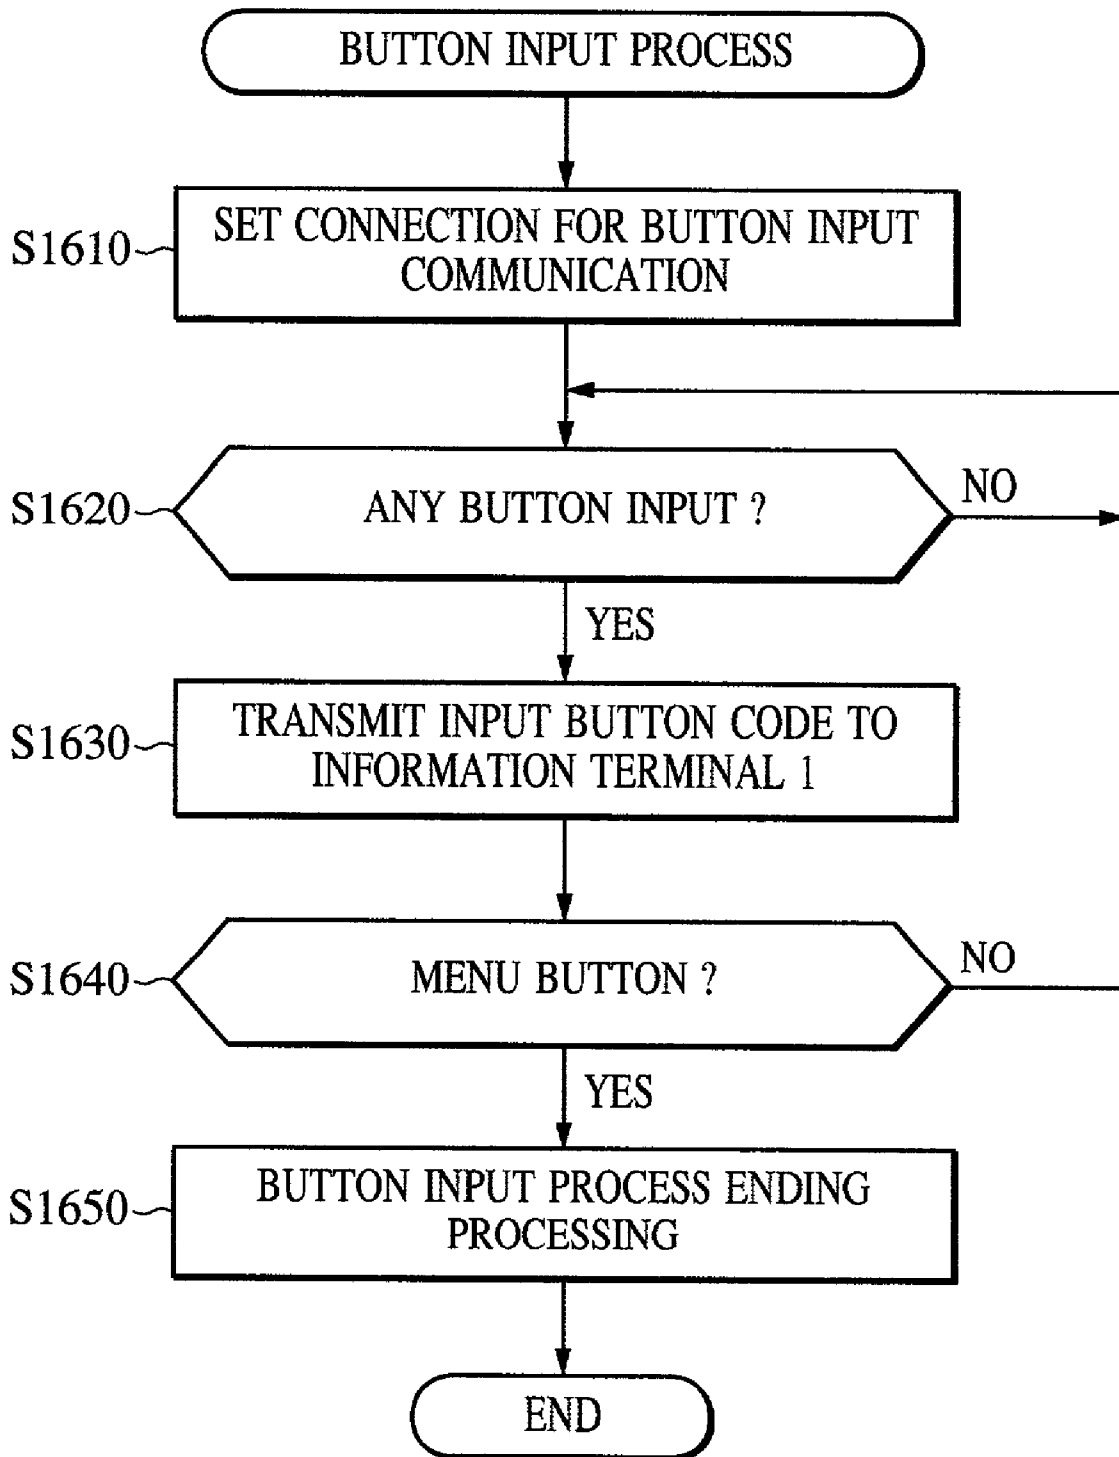 BUTTON INPUT PROCESS
S1610
SET CONNECTION FOR BUTTON INPUT
COMMUNICATION
S1620
ANY BUTTON INPUT ?
NO
YES
S1630
TRANSMIT INPUT BUTTON CODE TO
INFORMATION TERMINAL 1
S1640
MENU BUTTON ?
NO
YES
S1650
BUTTON INPUT PROCESS ENDING
PROCESSING
END